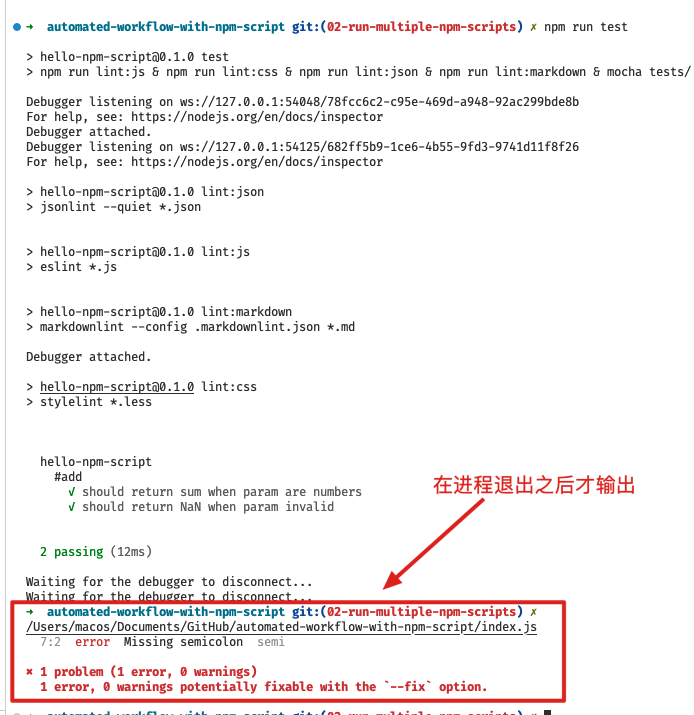 ➜ automated-workflow-with-npm-script git:(02-run-multiple-npm-scripts) ✗ npm run test
> hello-npm-script@0.1.0 test
> npm run lint:js & npm run lint:css & npm run lint:json & npm run lint:markdown & mocha tests/
Debugger listening on ws://127.0.0.1:54048/78fcc6c2-c95e-469d-a948-92ac299bde8b
For help, see: https://nodejs.org/en/docs/inspector
Debugger attached.
Debugger listening on ws://127.0.0.1:54125/682ff5b9-1ce6-4b55-9fd3-9741d11f8f26
For help, see: https://nodejs.org/en/docs/inspector
> hello-npm-script@0.1.0 lint:json
> jsonlint --quiet *.json
> hello-npm-script@0.1.0 lint:js
> eslint *.js
> hello-npm-script@0.1.0 lint:markdown
> markdownlint --config .markdownlint.json *.md
Debugger attached.
> hello-npm-script@0.1.0 lint:css
> stylelint *.less
hello-npm-script
#add
在进程退出之后才输出
√ should return sum when param are numbers
√ should return NaN when param invalid
2 passing (12ms)
Waiting for the debugger to disconnect...
Waiting for the debugger to disconnect...
➜ automated-workflow-with-npm-script git:(02-run-multiple-npm-scripts) ✗
/Users/macos/Documents/GitHub/automated-workflow-with-npm-script/index.js
7:2 error Missing semicolon semi
✖ 1 problem (1 error, 0 warnings)
1 error, 0 warnings potentially fixable with the `--fix` option.
➜ automated-workflow-with-npm-script git:(02-run-multiple-npm-scripts) ✗